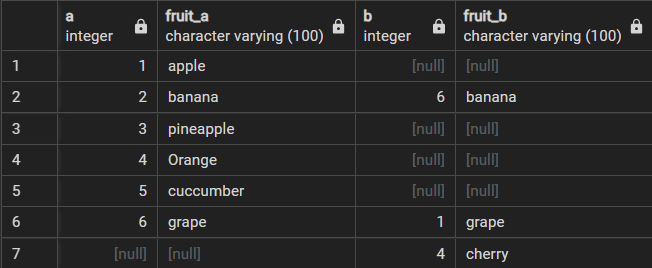 a fruit_a b fruit_b
integer character varying (100) integer character varying (100)
1 1 apple [null] [null]
2 2 banana 6 banana
3 3 pineapple [null] [null]
4 4 Orange [null] [null]
5 5 cuccumber [null] [null]
6 6 grape 1 grape
7 [null] [null] 4 cherry